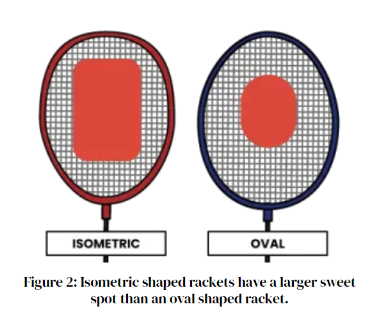 ISOMETRIC
OVAL
Figure 2: Isometric shaped rackets have a larger sweet
spot than an oval shaped racket.